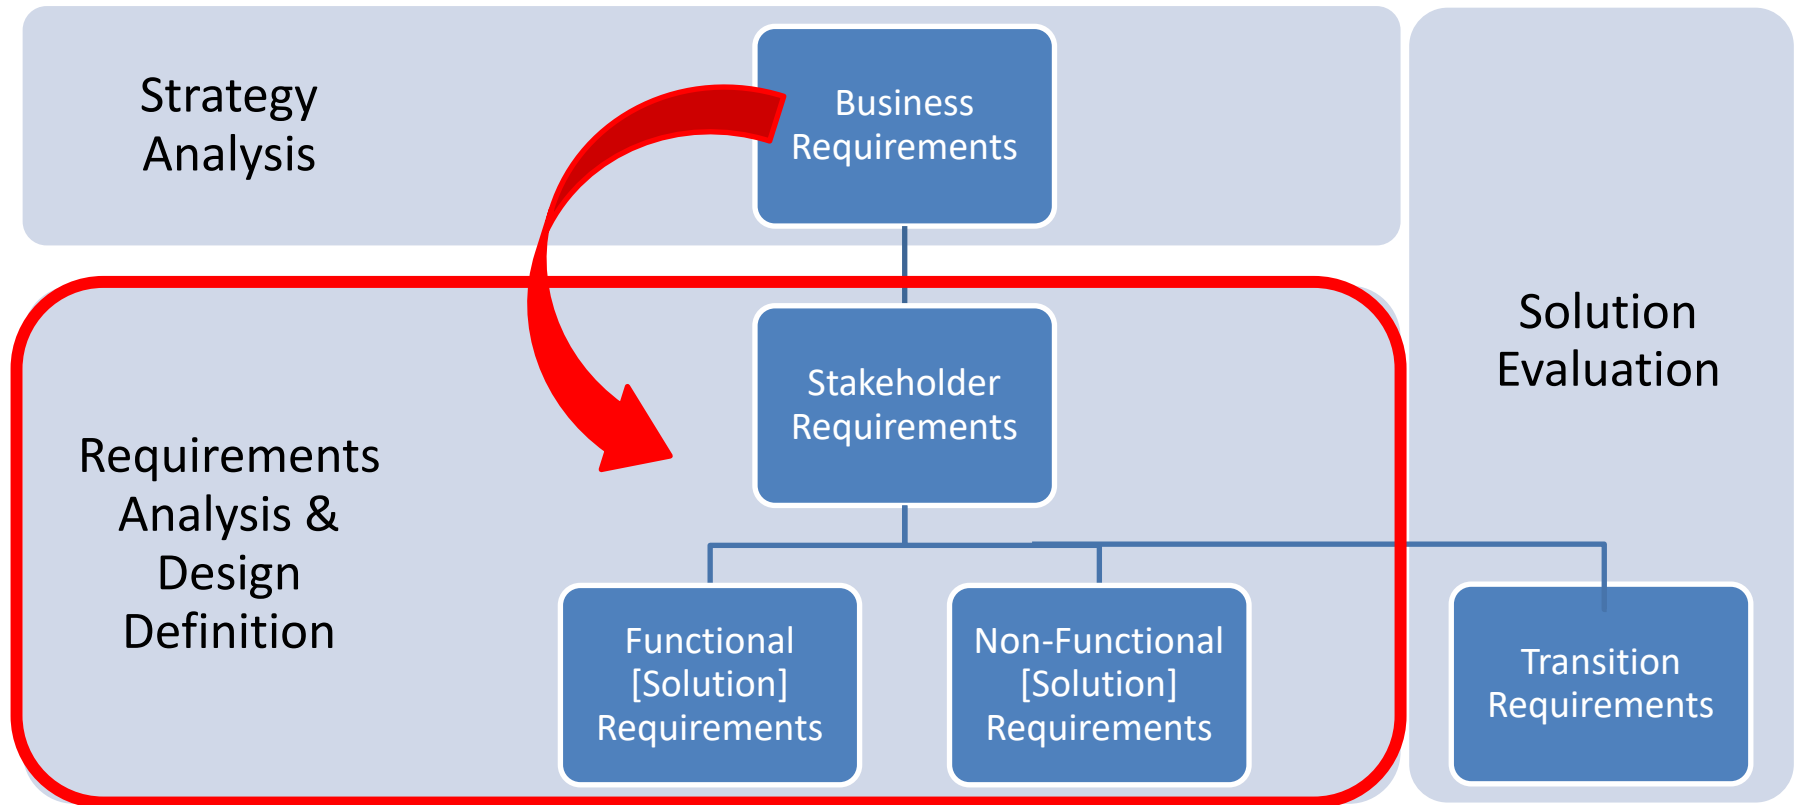 Strategy
Analysis
Business
Requirements
Solution
Evaluation
Stakeholder
Requirements
Requirements
Analysis &
Design
Definition
Functional
[Solution]
Requirements
Non-Functional
[Solution]
Requirements
Transition
Requirements